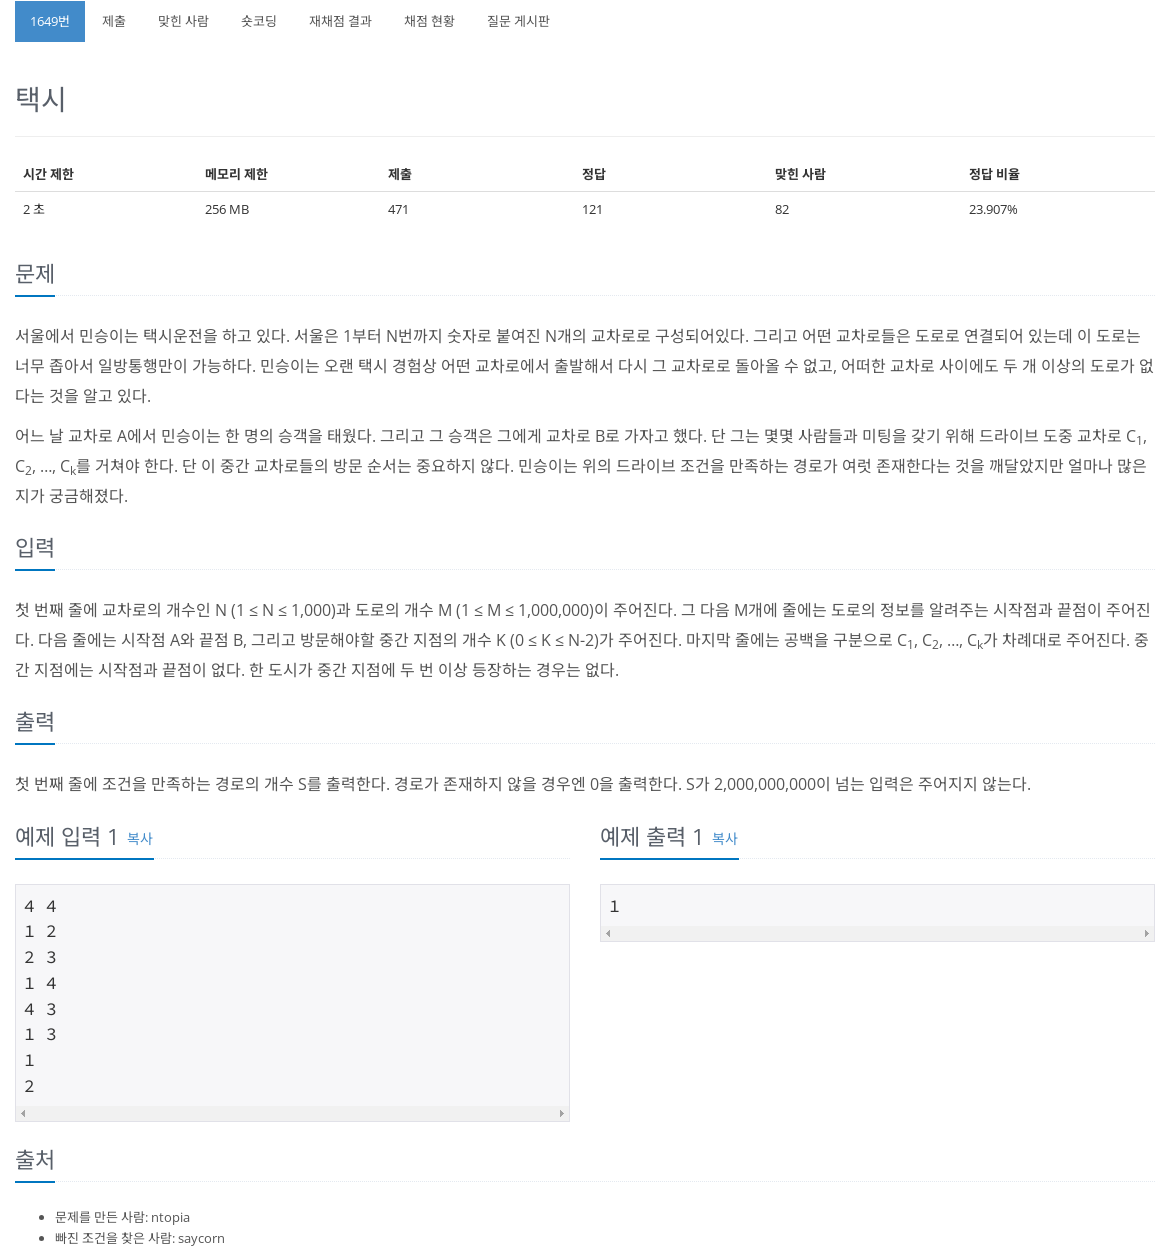 1649번 제출 맞힌 사람 숏코딩 재채점 결과 채점 현황 질문 게시판
택시
시간 제한 메모리 제한 제출 정답 맞힌 사람 정답 비율
2 초 256 MB 471 121 82 23.907%
문제
서울에서 민승이는 택시운전을 하고 있다. 서울은 1부터 N번까지 숫자로 붙여진 N개의 교차로로 구성되어있다. 그리고 어떤 교차로들은 도로로 연결되어 있는데 이 도로는
너무 좁아서 일방통행만이 가능하다. 민승이는 오랜 택시 경험상 어떤 교차로에서 출발해서 다시 그 교차로로 돌아올 수 없고, 어떠한 교차로 사이에도 두 개 이상의 도로가 없
다는 것을 알고 있다.
어느 날 교차로 A에서 민승이는 한 명의 승객을 태웠다. 그리고 그 승객은 그에게 교차로 B로 가자고 했다. 단 그는 몇몇 사람들과 미팅을 갖기 위해 드라이브 도중 교차로 C1,
C2, ..., Ck를 거쳐야 한다. 단 이 중간 교차로들의 방문 순서는 중요하지 않다. 민승이는 위의 드라이브 조건을 만족하는 경로가 여럿 존재한다는 것을 깨달았지만 얼마나 많은
지가 궁금해졌다.
입력
첫 번째 줄에 교차로의 개수인 N (1 ≤ N ≤ 1,000)과 도로의 개수 M (1 ≤ M ≤ 1,000,000)이 주어진다. 그 다음 M개에 줄에는 도로의 정보를 알려주는 시작점과 끝점이 주어진
다. 다음 줄에는 시작점 A와 끝점 B, 그리고 방문해야할 중간 지점의 개수 K (0 ≤ K ≤ N-2)가 주어진다. 마지막 줄에는 공백을 구분으로 C1, C2, ..., Ck가 차례대로 주어진다. 중
간 지점에는 시작점과 끝점이 없다. 한 도시가 중간 지점에 두 번 이상 등장하는 경우는 없다.
출력
첫 번째 줄에 조건을 만족하는 경로의 개수 S를 출력한다. 경로가 존재하지 않을 경우엔 0을 출력한다. S가 2,000,000,000이 넘는 입력은 주어지지 않는다.
예제 입력 1 복사
4 4
1 2
2 3
1 4
4 3
1 3
1
2
예제 출력 1 복사
1
출처
문제를 만든 사람: ntopia
빠진 조건을 찾은 사람: saycorn